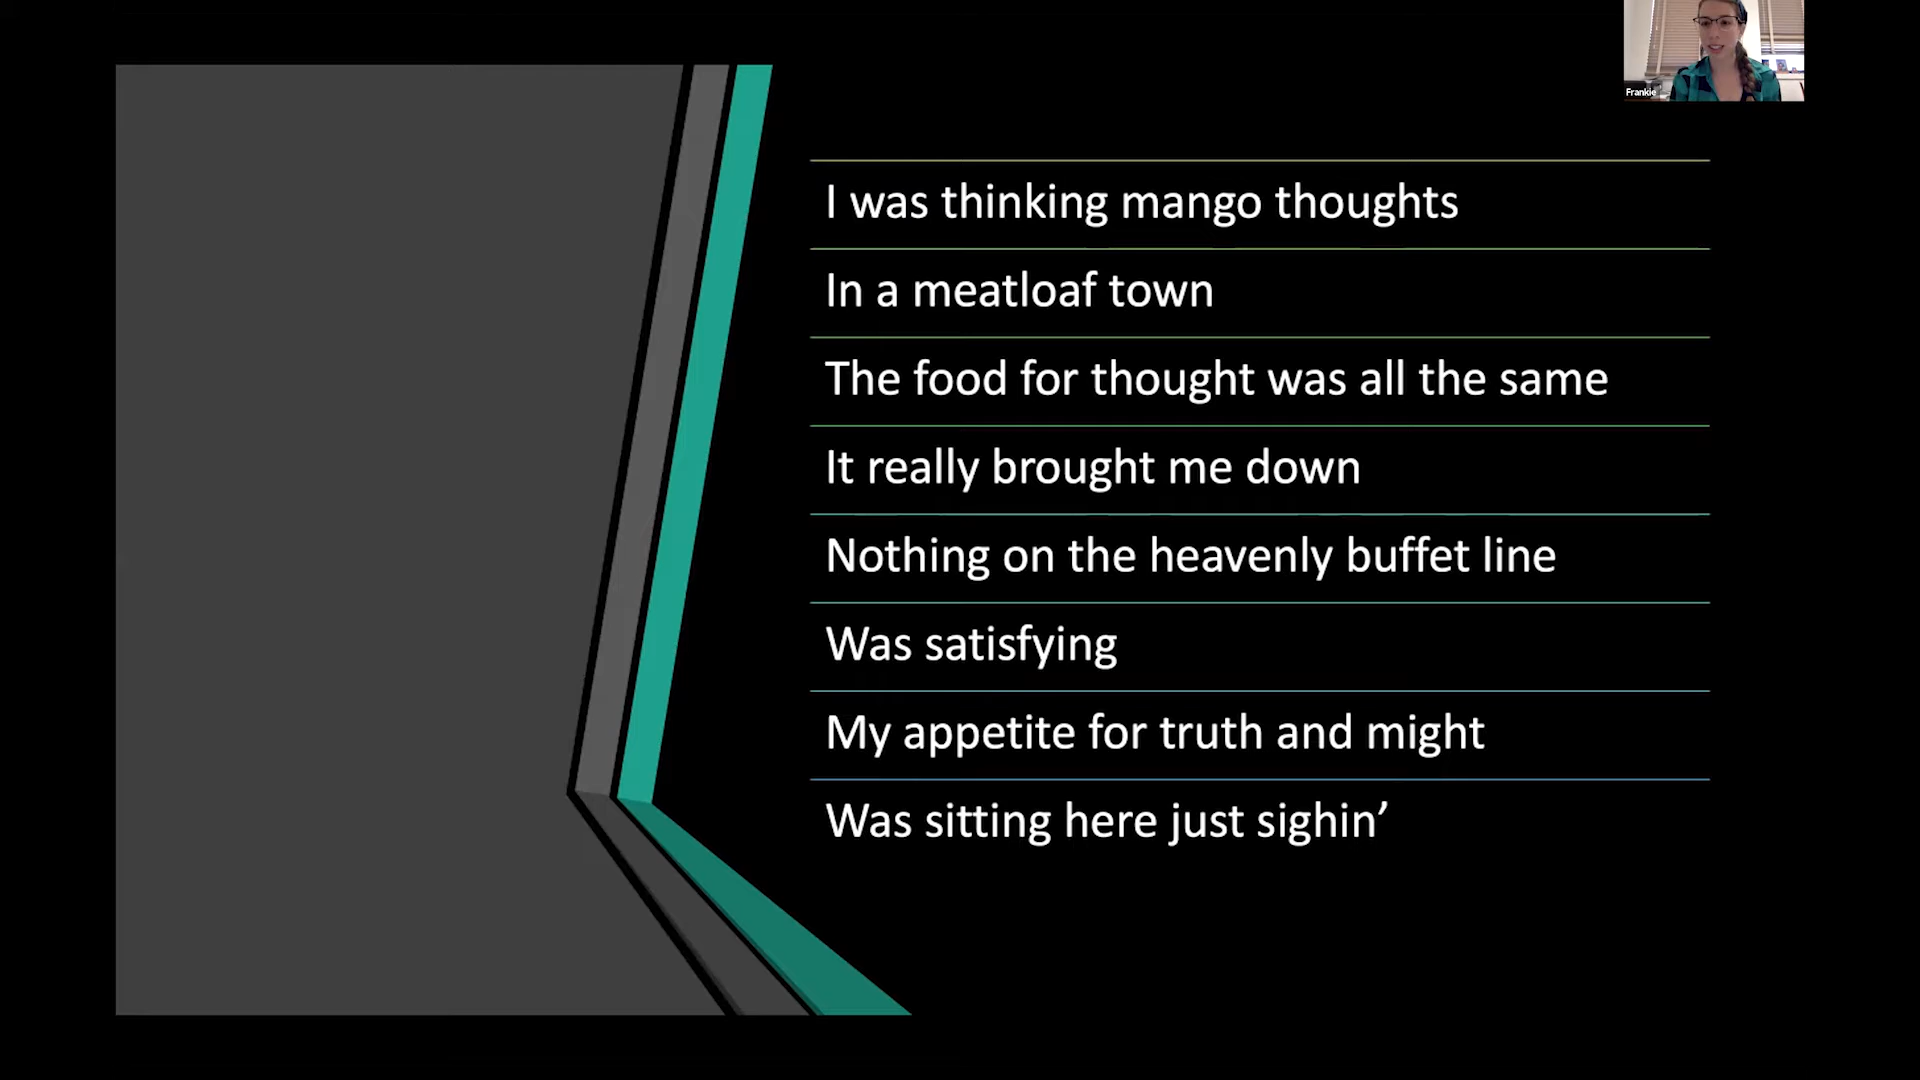 Frankie
I was thinking mango thoughts
In a meatloaf town
The food for thought was all the same
It really brought me down
Nothing on the heavenly buffet line
Was satisfying
My appetite for truth and might
Was sitting here just sighin’